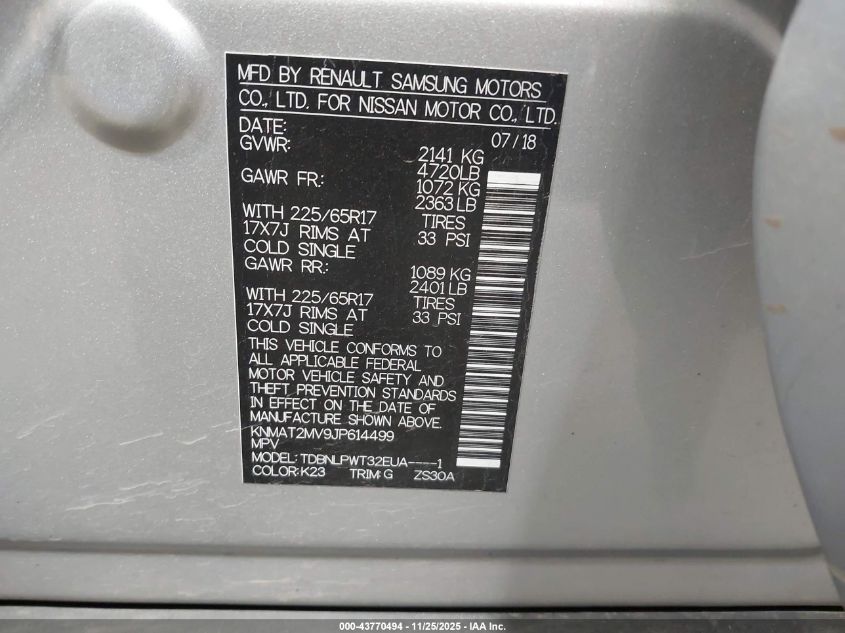 MFD BY RENAULT SAMSUNG MOTORS
CO., LTD. FOR NISSAN MOTOR CO., LTD.
DATE: 07/18
GVWR: 2141 KG
4720LB
GAWR FR.: 1072 KG
2363 LB
WITH 225/65R17 TIRES
17X7J RIMS AT 33 PSI
COLD SINGLE
GAWR RR.: 1089 KG
2401 LB
WITH 225/65R17 TIRES
17X7J RIMS AT 33 PSI
COLD SINGLE
THIS VEHICLE CONFORMS TO
ALL APPLICABLE FEDERAL
MOTOR VEHICLE SAFETY AND
THEFT PREVENTION STANDARDS
IN EFFECT ON THE DATE OF
MANUFACTURE SHOWN ABOVE.
KNMAT2MV9JP614499
MPV
MODEL: TDBNLPWT32EUA----1
COLOR: K23 TRIM: G ZS30A
000-43770494 - 11/25/2025 - IAA Inc.